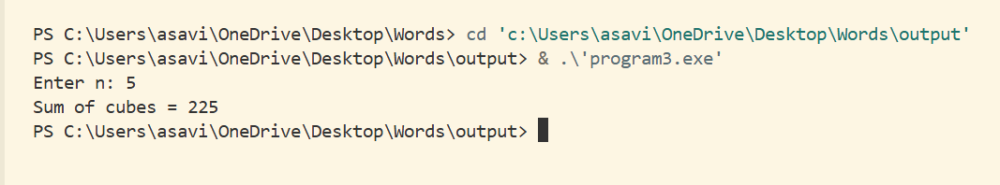 PS C:\Users\asavi\OneDrive\Desktop\Words> cd 'c:\Users\asavi\OneDrive\Desktop\Words\output'
PS C:\Users\asavi\OneDrive\Desktop\Words\output> & .\'program3.exe'
Enter n: 5
Sum of cubes = 225
PS C:\Users\asavi\OneDrive\Desktop\Words\output>